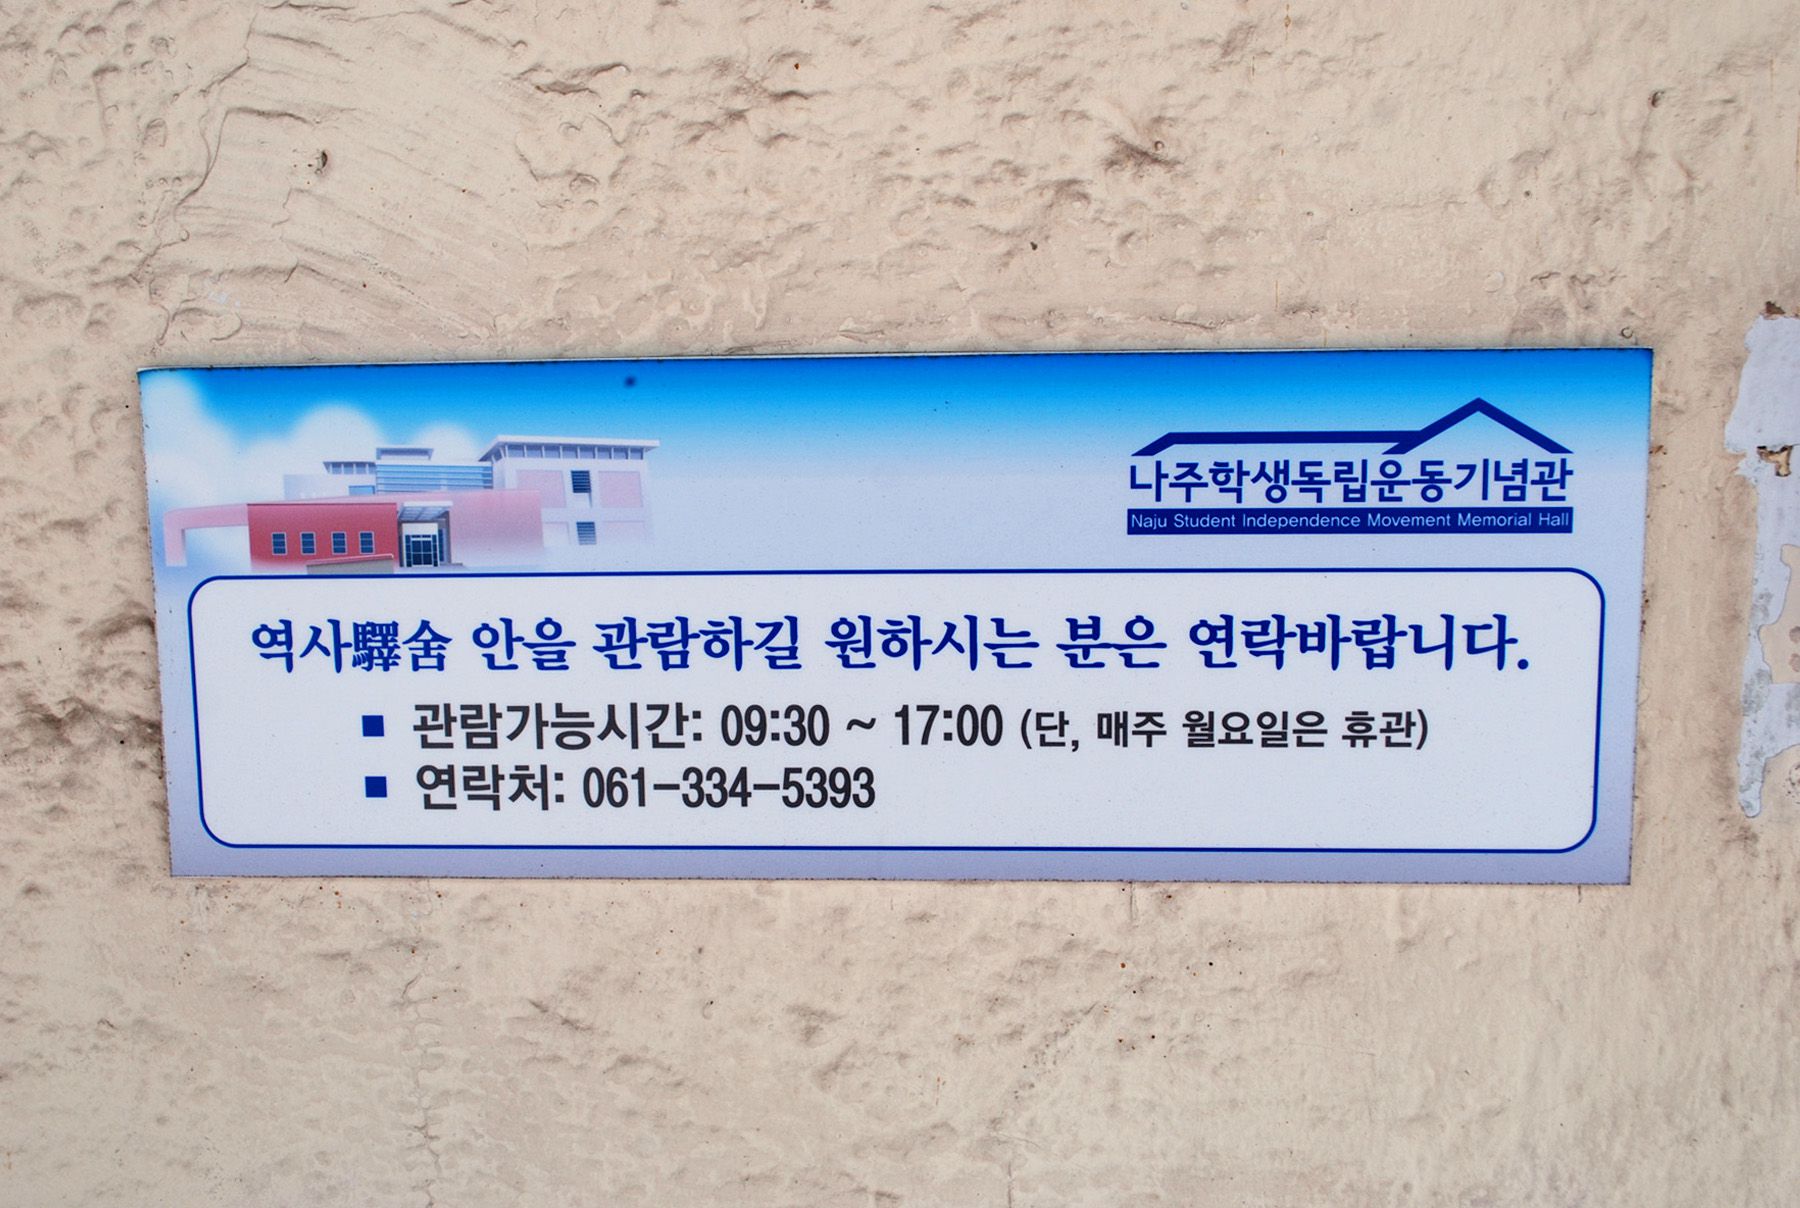 나주학생독립운동기념관
Naju Student Independence Movement Memorial Hall
역사驛舍 안을 관람하길 원하시는 분은 연락바랍니다.
■ 관람가능시간: 09:30 ~ 17:00 (단, 매주 월요일은 휴관)
■ 연락처: 061-334-5393